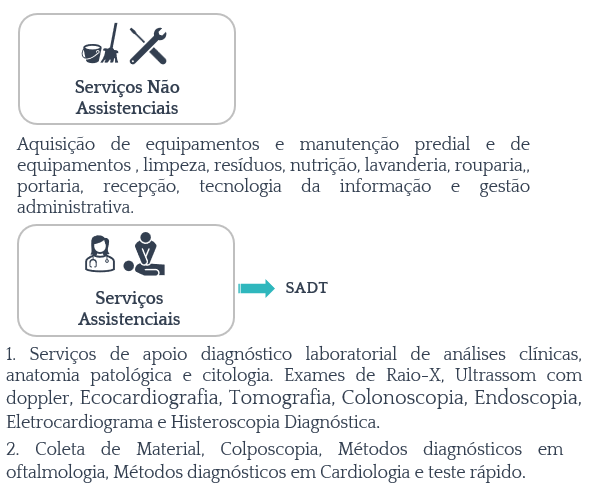 Serviços Não
Assistenciais
Aquisição de equipamentos e manutenção predial e de
equipamentos , limpeza, resíduos, nutrição, lavanderia, rouparia,,
portaria, recepção, tecnologia da informação e gestão
administrativa.
Serviços
Assistenciais
SADT
1. Serviços de apoio diagnóstico laboratorial de análises clínicas,
anatomia patológica e citologia. Exames de Raio-X, Ultrassom com
doppler, Ecocardiografia, Tomografia, Colonoscopia, Endoscopia,
Eletrocardiograma e Histeroscopia Diagnóstica.
2. Coleta de Material, Colposcopia, Métodos diagnósticos em
oftalmologia, Métodos diagnósticos em Cardiologia e teste rápido.